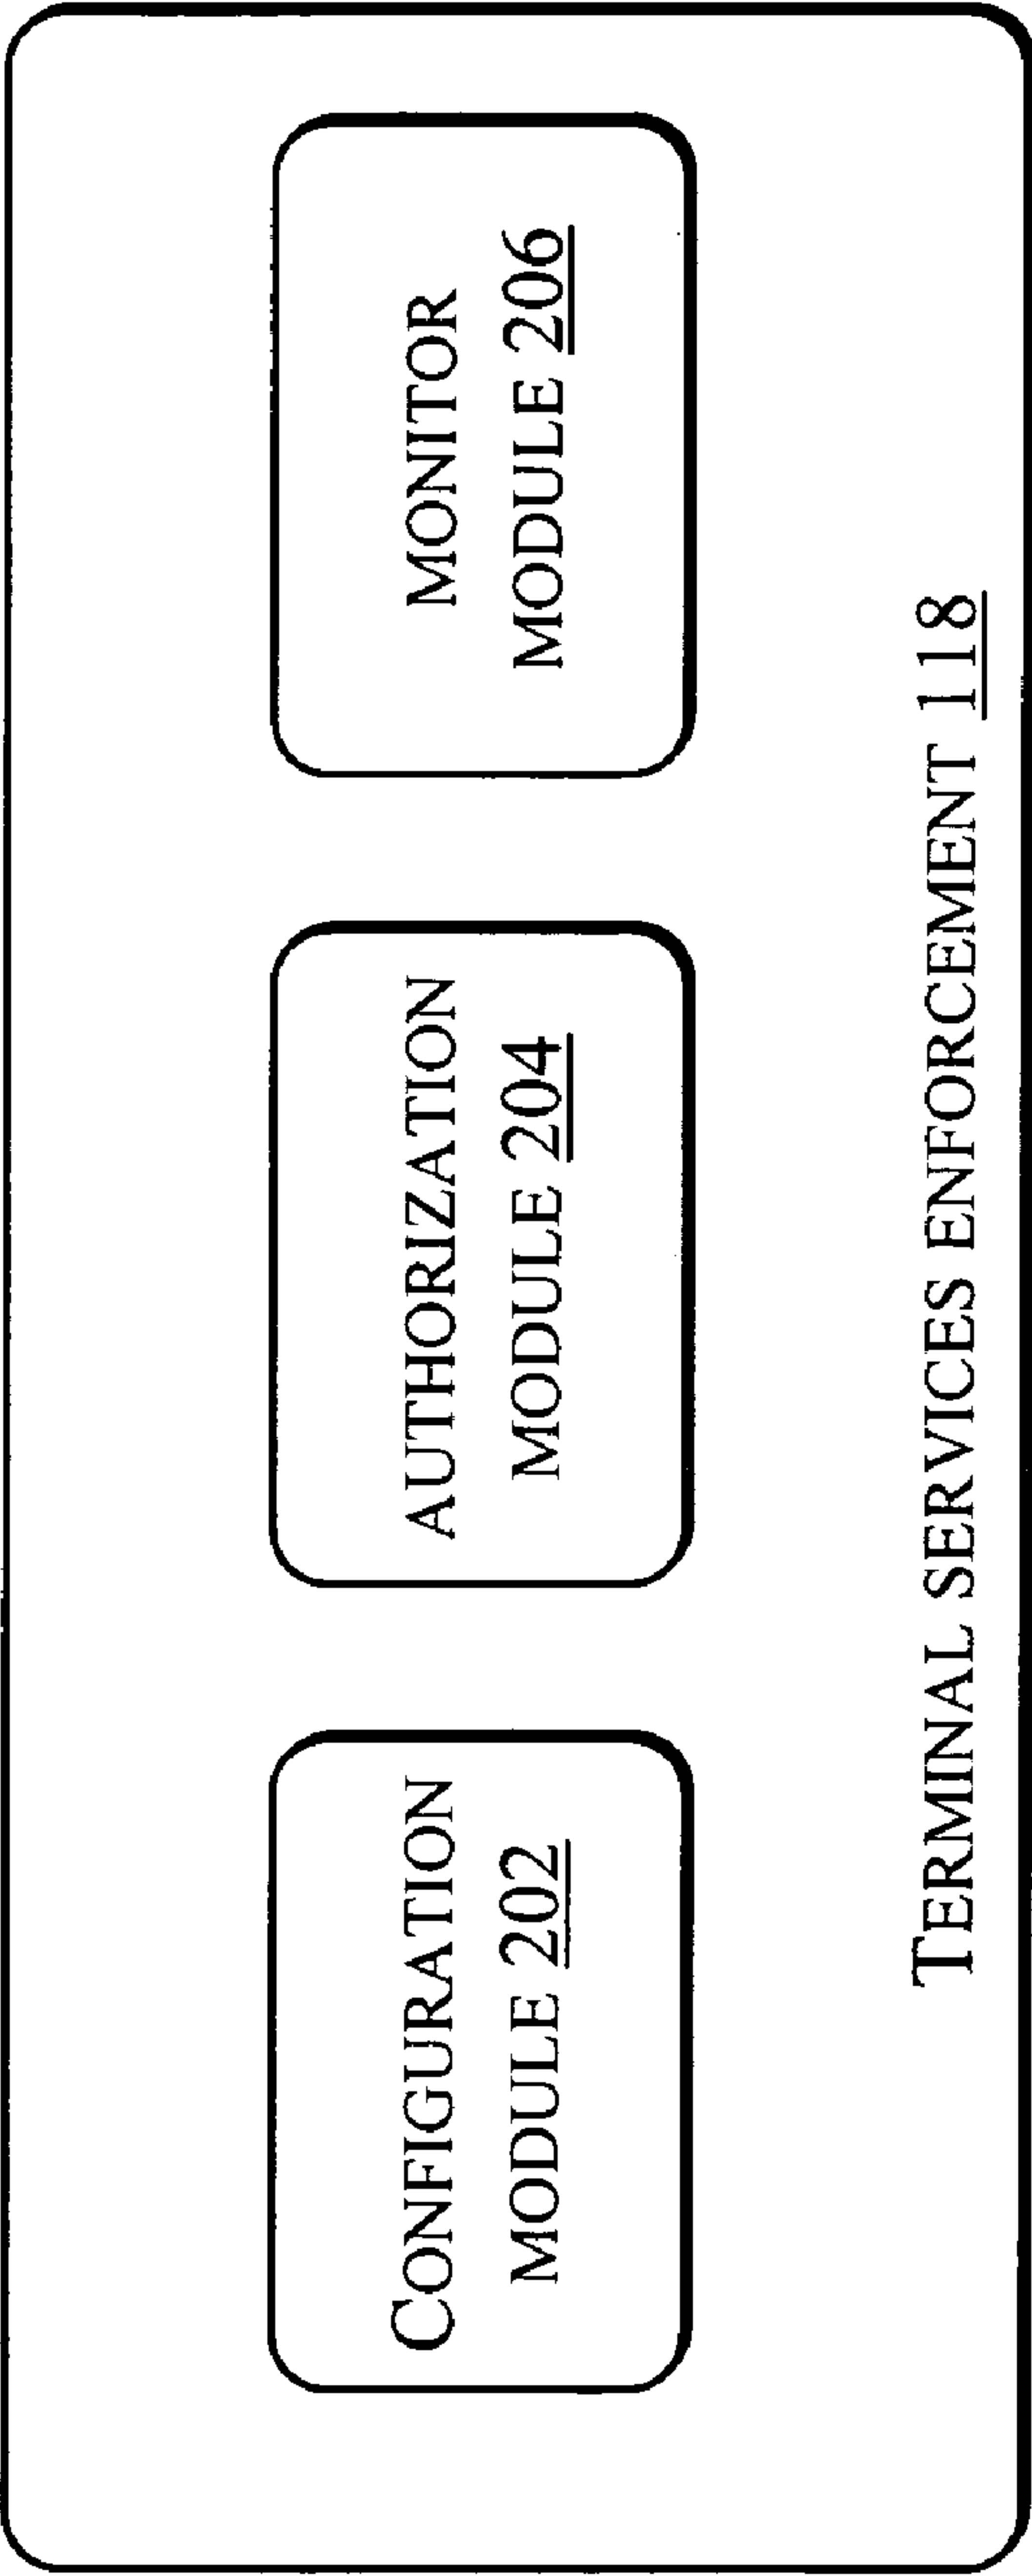 CONFIGURATION
MODULE 202
AUTHORIZATION
MODULE 204
MONITOR
MODULE 206
TERMINAL SERVICES ENFORCEMENT 118